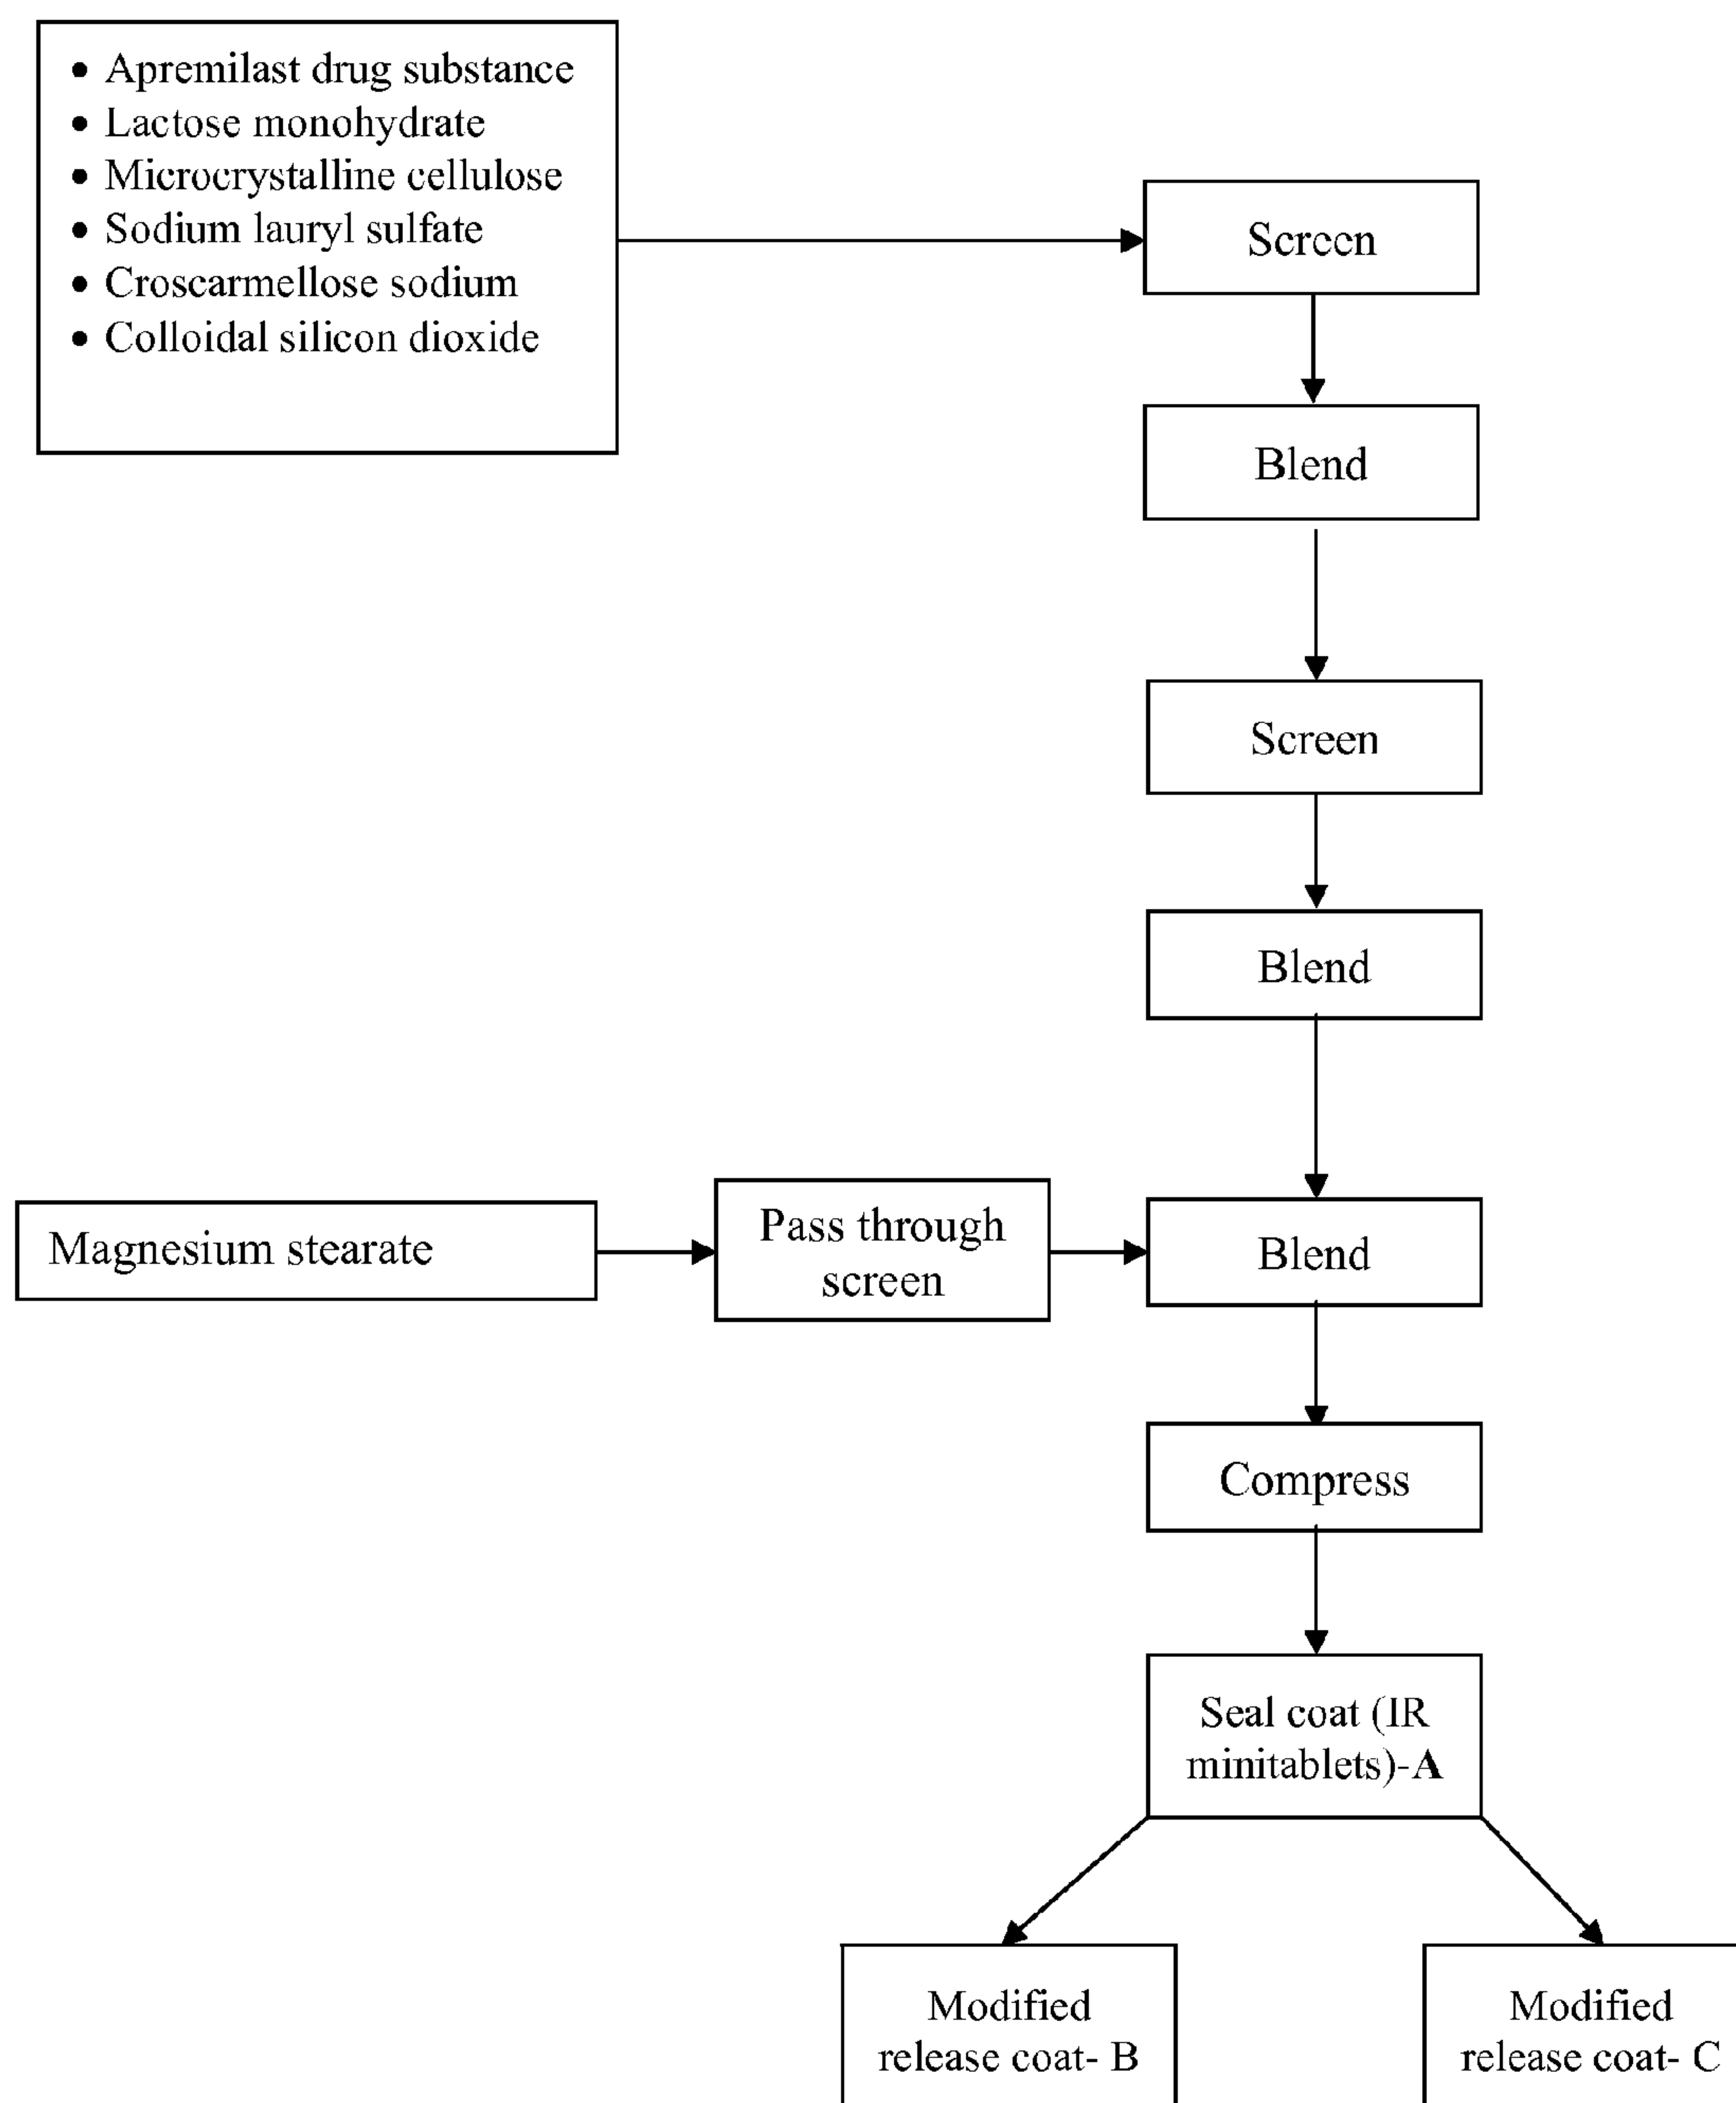 • Apremilast drug substance
• Lactose monohydrate
• Microcrystalline cellulose
• Sodium lauryl sulfate
• Croscarmellose sodium
• Colloidal silicon dioxide
Screen
Blend
Screen
Blend
Magnesium stearate
Pass through
screen
Blend
Compress
Seal coat (IR
minitablets)-A
Modified
release coat- B
Modified
release coat- C